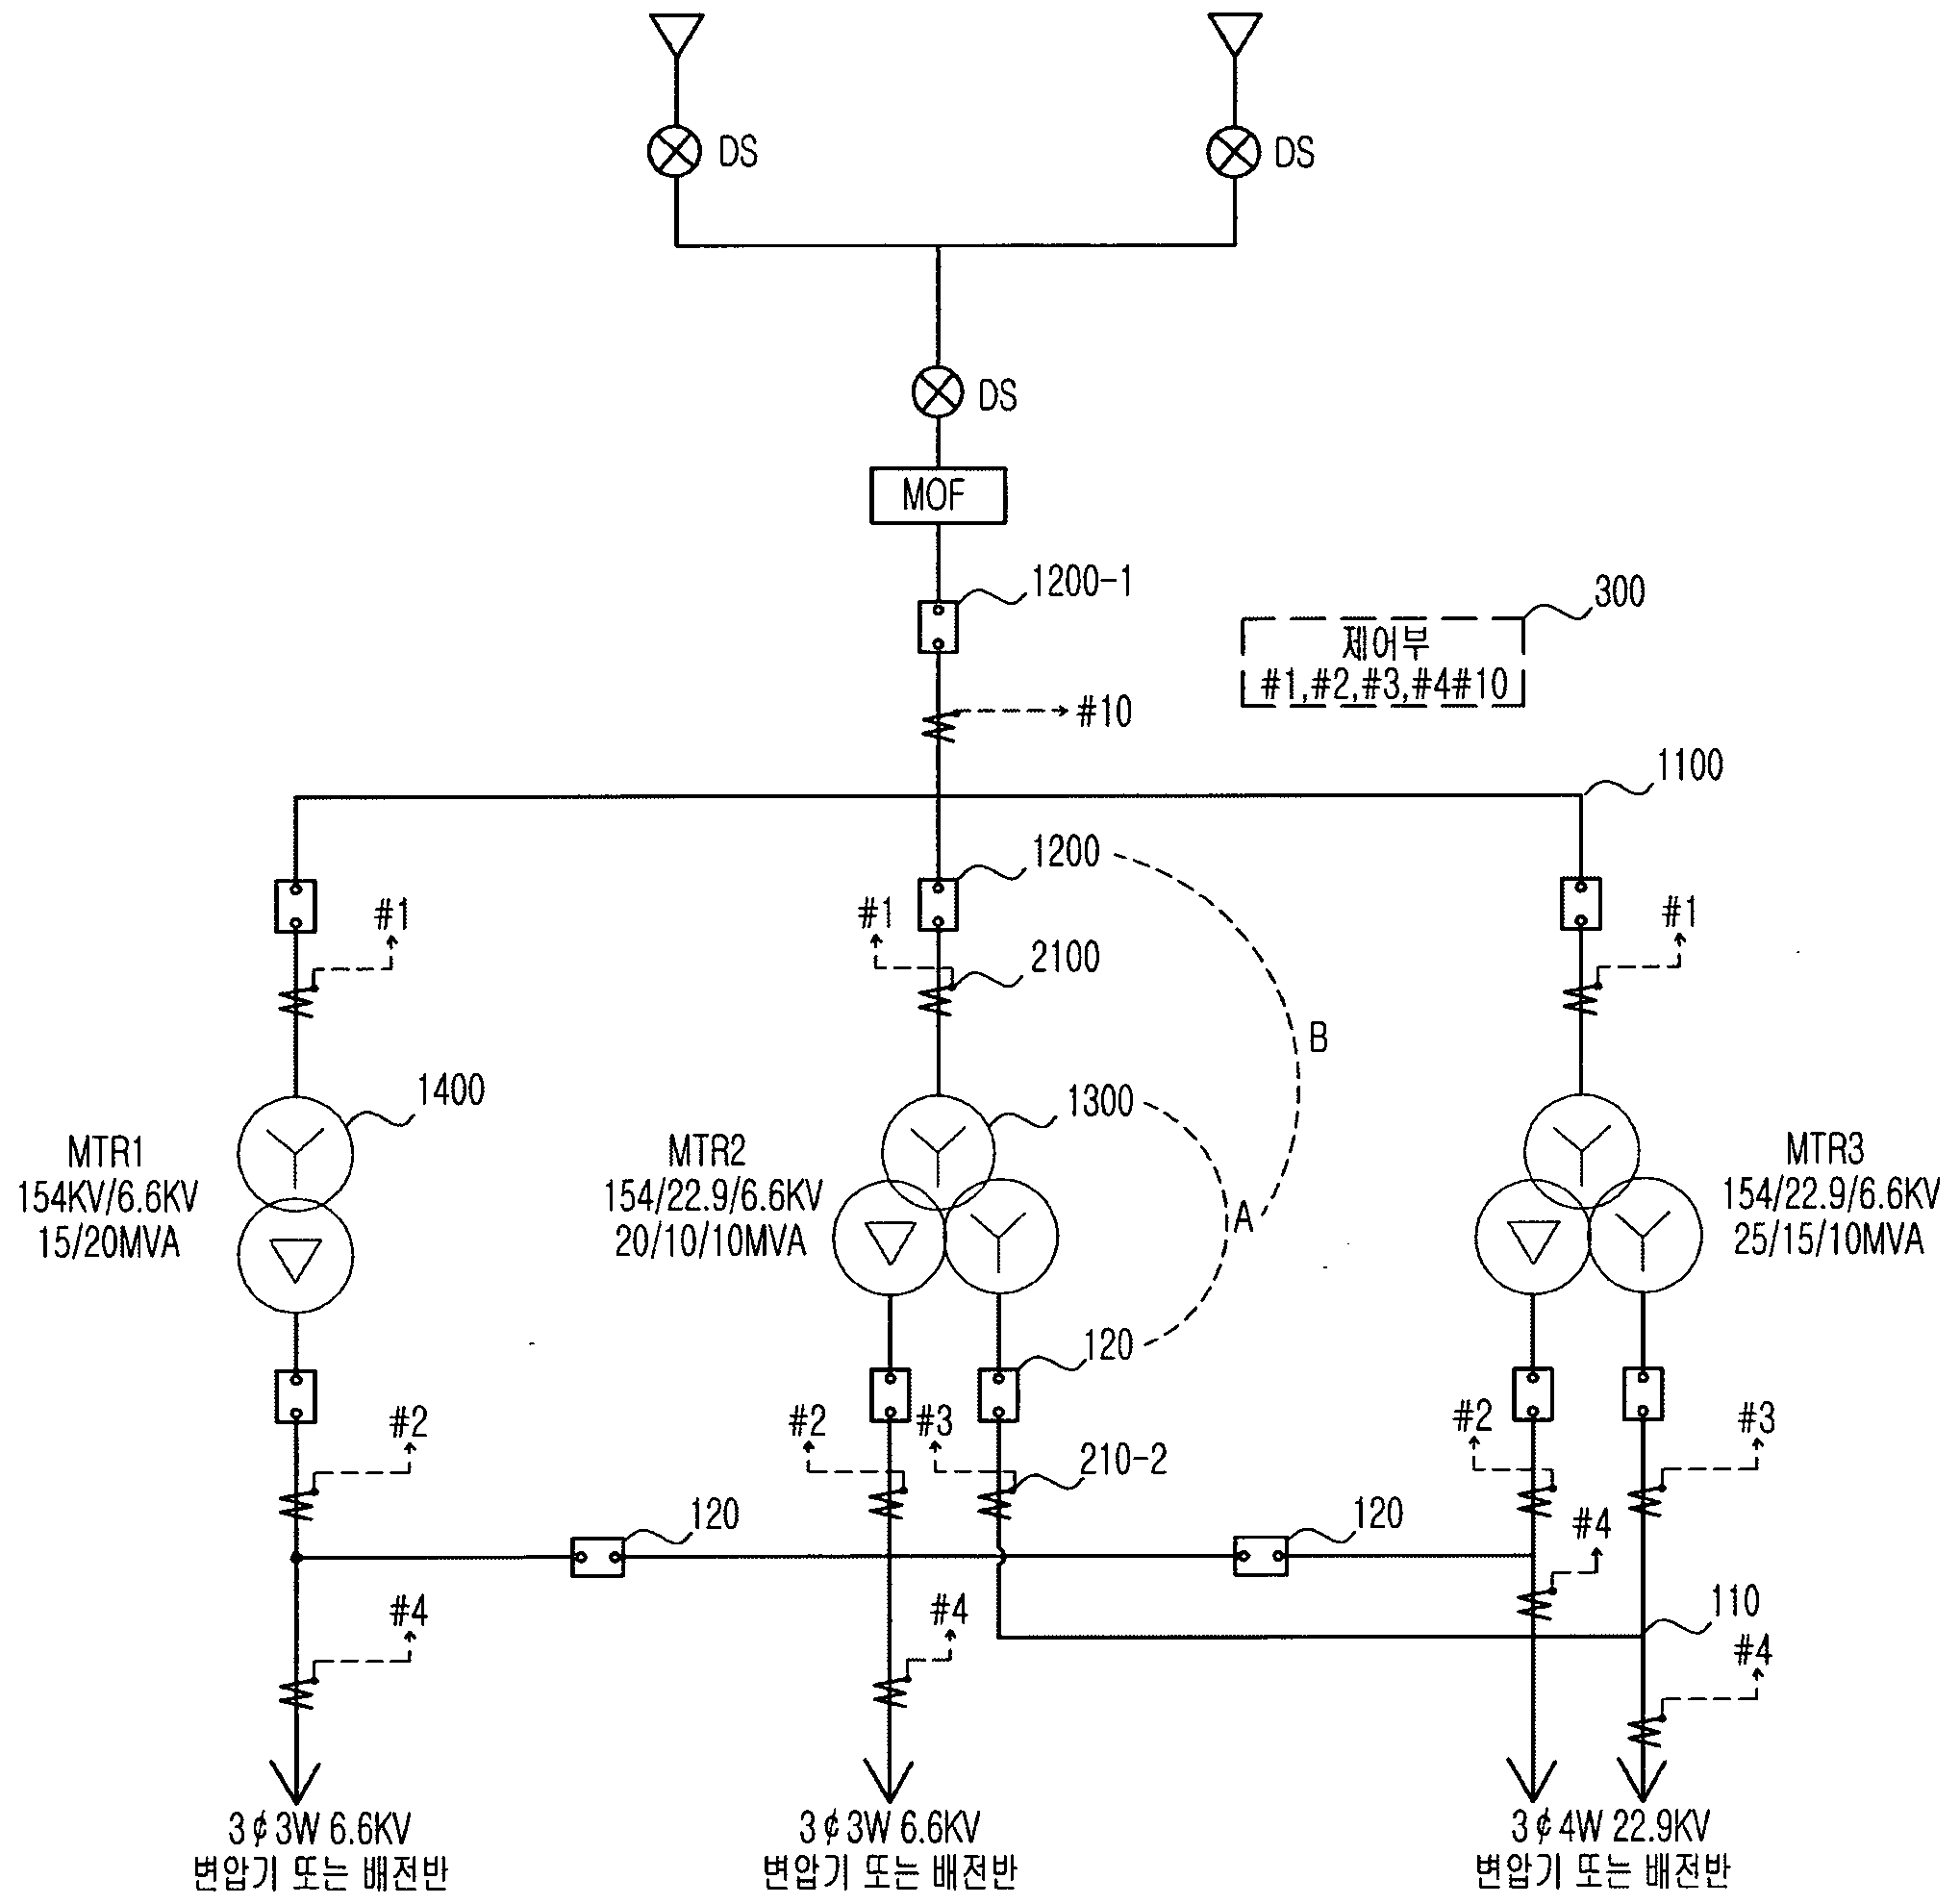 DS
DS
DS
MOF
1200-1
300
제어부
#1,#2,#3,#4#10
#10
1100
1200
#1
#1
#1
2100
B
1400
1300
MTR1
154KV/6.6KV
15/20MVA
MTR2
154/22.9/6.6KV
20/10/10MVA
A
MTR3
154/22.9/6.6KV
25/15/10MVA
120
#2
#2
#3
#2
#3
210-2
120
120
#4
#4
#4
110
#4
3¢3W 6.6KV
변압기 또는 배전반
3¢3W 6.6KV
변압기 또는 배전반
3¢4W 22.9KV
변압기 또는 배전반